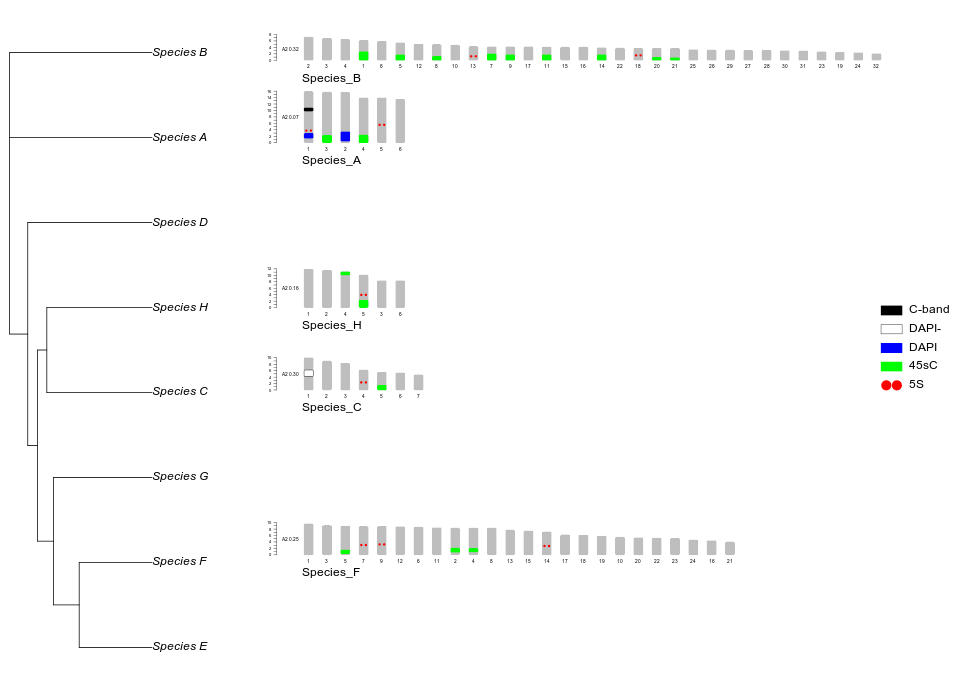 Species B
A2 0.32
2 3 4 1 6 5 12 8 10 13 7 9 11 15 16 14 22 18 20 21 25 26 29 27 28 30 31 23 19 24 32
Species_B
Species A
A2 0.07
1 3 2 4 5 6
Species_A
Species D
Species H
A2 0.16
1 2 4 5 3 6
Species_H
Species C
A2 0.30
1 2 3 4 5 6 7
Species_C
Species G
Species F
A2 0.25
1 3 5 7 9 12 6 11 2 4 8 13 15 14 17 18 19 10 20 22 23 24 16 21
Species_F
Species E
C-band
DAPI-
DAPI
45sC
5S